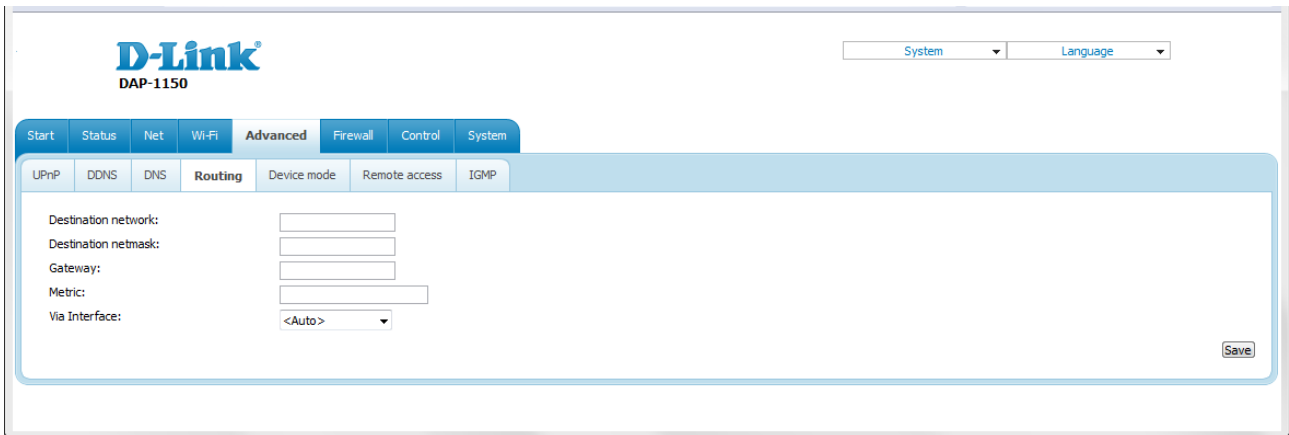 D-Link®
DAP-1150
System Language
Start Status Net Wi-Fi Advanced Firewall Control System
UPnP DDNS DNS Routing Device mode Remote access IGMP
Destination network:
Destination netmask:
Gateway:
Metric:
Via Interface: <Auto>
Save